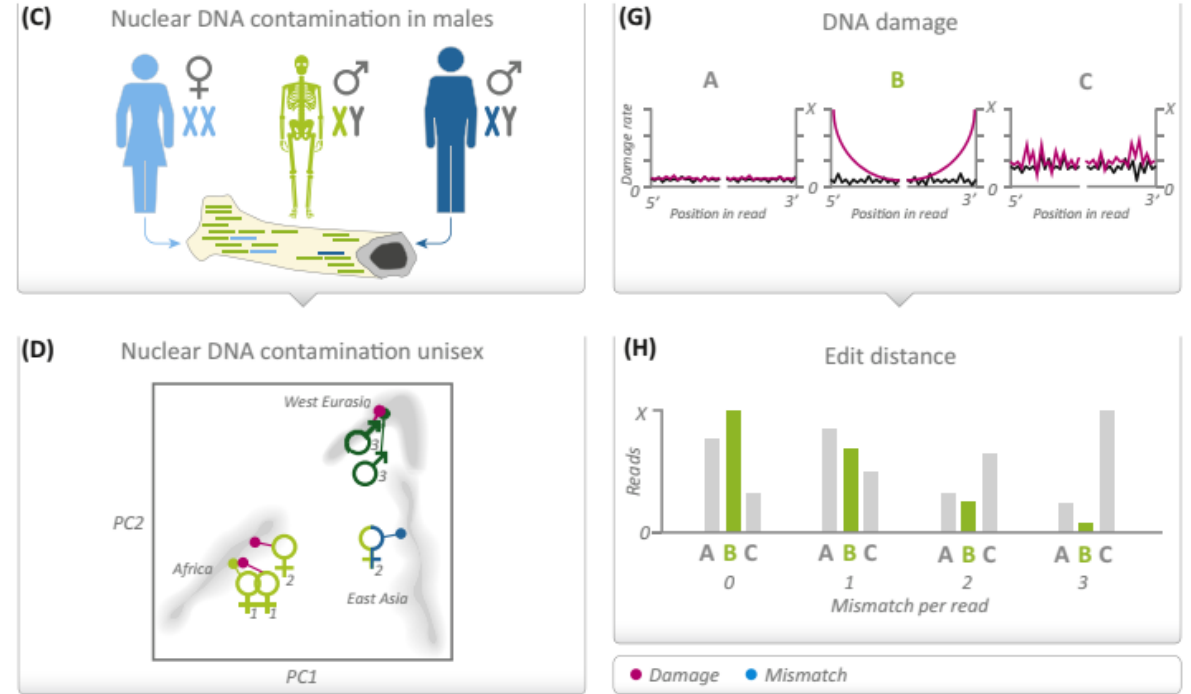 (C) Nuclear DNA contamination in males
XX
XY
XY
(D) Nuclear DNA contamination unisex
West Eurasia
3
3
PC2
Africa
2
1 1
2
East Asia
PC1
(G) DNA damage
A B C
Damage rate
X X X
0 0 0
5’ 3’ 5’ 3’ 5’ 3’
Position in read Position in read Position in read
(H) Edit distance
X
Reads
0
A B C A B C A B C A B C
0 1 2 3
Mismatch per read
Damage Mismatch